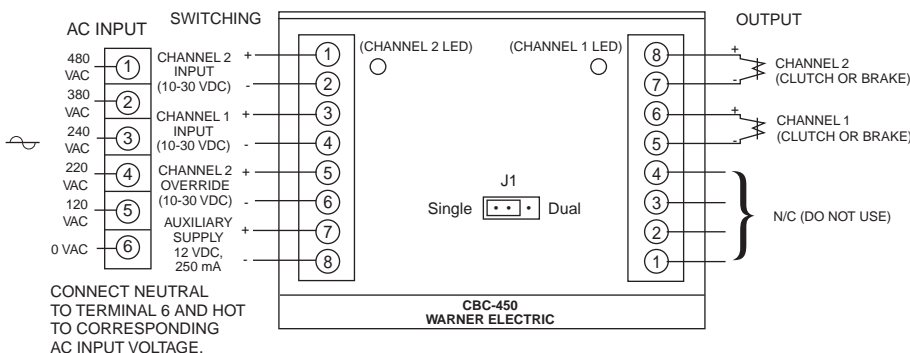 AC INPUT
480
VAC
1
380
VAC
2
240
VAC
3
220
VAC
4
120
VAC
5
0 VAC
6
CONNECT NEUTRAL
TO TERMINAL 6 AND HOT
TO CORRESPONDING
AC INPUT VOLTAGE.
SWITCHING
CHANNEL 2
INPUT
(10-30 VDC)
+
-
CHANNEL 1
INPUT
(10-30 VDC)
+
-
CHANNEL 2
OVERRIDE
(10-30 VDC)
+
-
AUXILIARY
SUPPLY
12 VDC,
250 mA
+
-
1
2
3
4
5
6
7
8
(CHANNEL 2 LED)
(CHANNEL 1 LED)
J1
Single
Dual
CBC-450
WARNER ELECTRIC
8
7
6
5
4
3
2
1
OUTPUT
+
-
CHANNEL 2
(CLUTCH OR BRAKE)
+
-
CHANNEL 1
(CLUTCH OR BRAKE)
N/C (DO NOT USE)